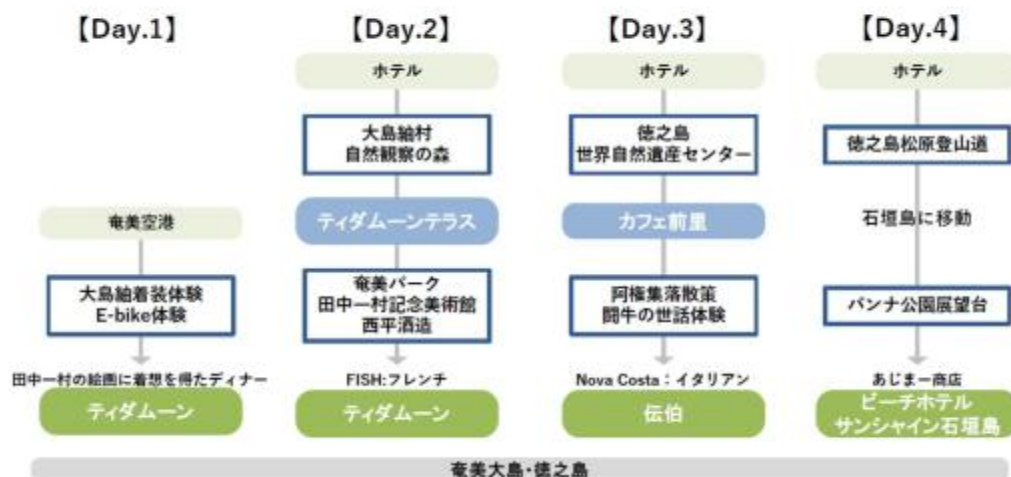 【Day.1】
奄美空港
大島紬着装体験
E-bike体験
田中一村の絵画に着想を得たディナー
ティダムーン
【Day.2】
ホテル
大島紬村
自然観察の森
ティダムーンテラス
奄美パーク
田中一村記念美術館
西平酒造
FISH:フレンチ
ティダムーン
【Day.3】
ホテル
徳之島
世界自然遺産センター
カフェ前里
阿権集落散策
闘牛の世話体験
Nova Costa：イタリアン
伝伯
【Day.4】
ホテル
徳之島松原登山道
石垣島に移動
バンナ公園展望台
あじまー商店
ビーチホテル
サンシャイン石垣島
奄美大島・徳之島